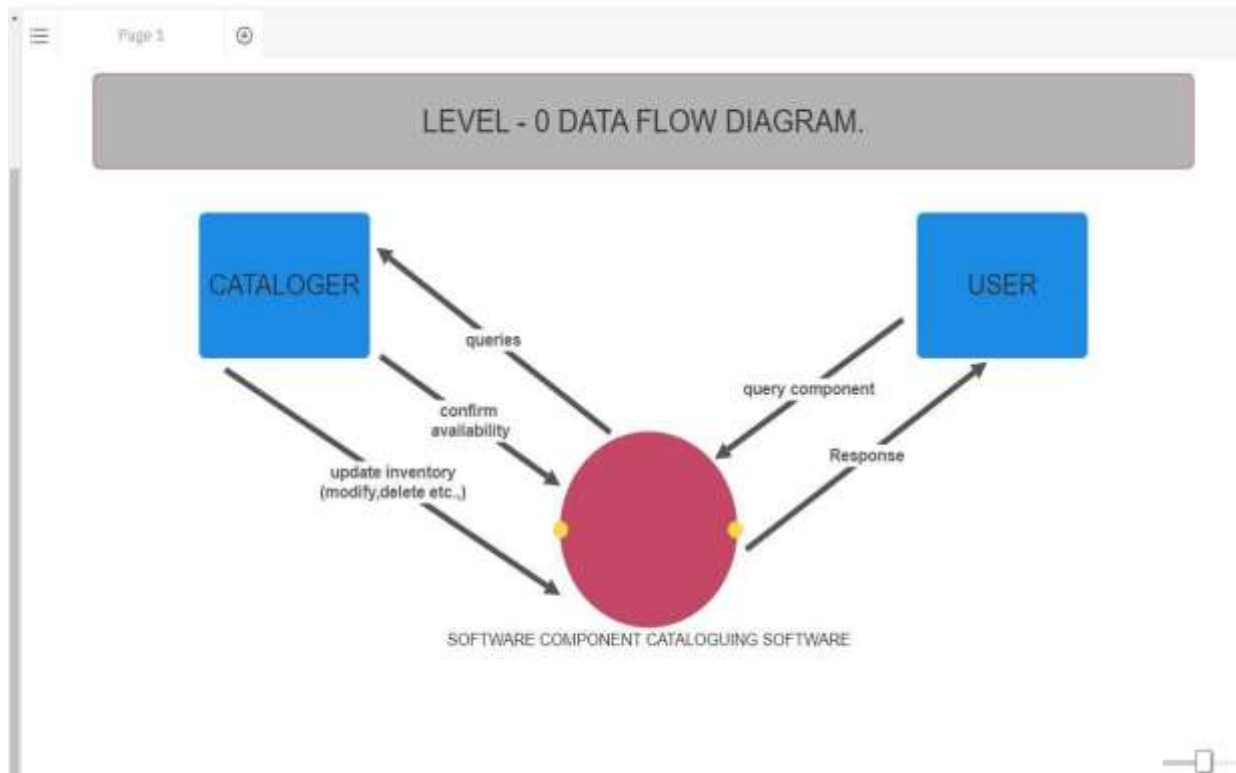 Page 1
LEVEL - 0 DATA FLOW DIAGRAM.
CATALOGER
USER
queries
query component
confirm
availability
Response
update inventory
(modify,delete etc.,)
SOFTWARE COMPONENT CATALOGUING SOFTWARE